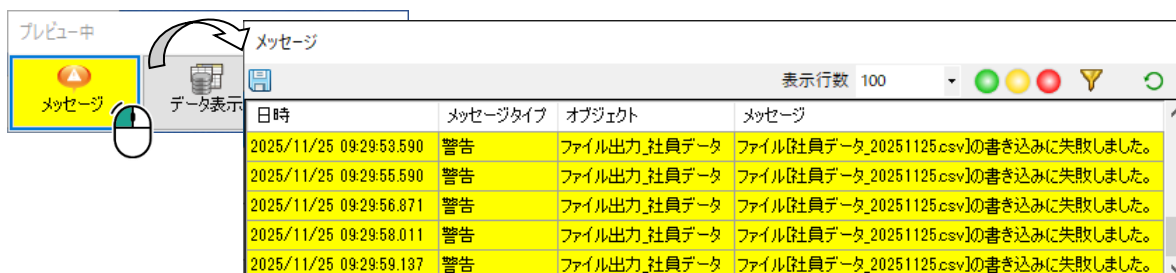 プレビュー中
メッセージ
データ表示
メッセージ
表示行数 100
日時 メッセージタイプ オブジェクト メッセージ
2025/11/25 09:29:53.590 警告 ファイル出力_社員データ ファイル[社員データ_20251125.csv]の書き込みに失敗しました。
2025/11/25 09:29:55.590 警告 ファイル出力_社員データ ファイル[社員データ_20251125.csv]の書き込みに失敗しました。
2025/11/25 09:29:56.871 警告 ファイル出力_社員データ ファイル[社員データ_20251125.csv]の書き込みに失敗しました。
2025/11/25 09:29:58.011 警告 ファイル出力_社員データ ファイル[社員データ_20251125.csv]の書き込みに失敗しました。
2025/11/25 09:29:59.137 警告 ファイル出力_社員データ ファイル[社員データ_20251125.csv]の書き込みに失敗しました。